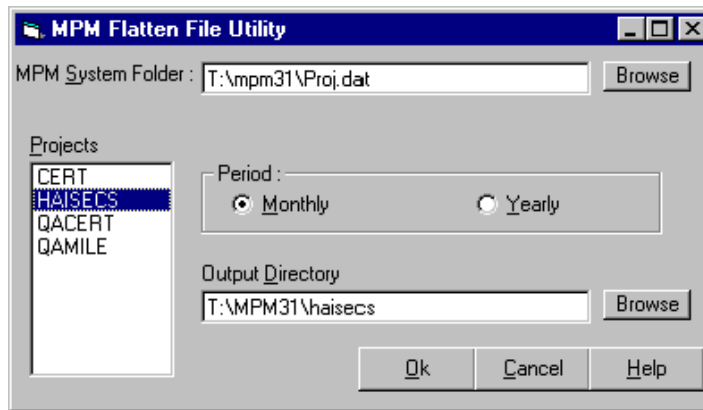 MPM Flatten File Utility
MPM System Folder : T:\mpm31\Proj.dat Browse
Projects
CERT
HAISECS
QACERT
QAMILE
Period :
Monthly Yearly
Output Directory
T:\MPM31\haisecs Browse
Ok Cancel Help